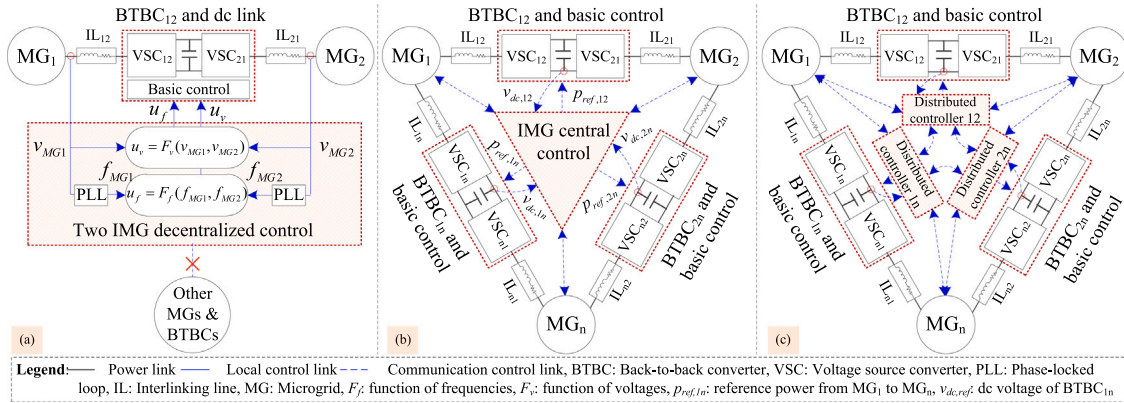 BTBC12 and dc link
IL12
IL21
MG1
VSC12
VSC21
MG2
Basic control
uf
uv
vMG1
uv = Fv(vMG1, vMG2)
vMG2
fMG1
fMG2
PLL
uf = Ff(fMG1, fMG2)
PLL
Two IMG decentralized control
Other
MGs &
BTBCs
(a)
BTBC12 and basic control
IL12
IL21
MG1
VSC12
VSC21
MG2
vdc,12
pref,12
IMG central
control
IL1n
IL2n
pref,1n
vdc,2n
VSC1n
VSC2n
vdc,1n
pref,2n
VSCn1
VSCn2
BTBC1n and
basic control
BTBC2n and
basic control
ILn1
ILn2
MGn
(b)
BTBC12 and basic control
IL12
IL21
MG1
VSC12
VSC21
MG2
Distributed
controller 12
IL1n
IL2n
Distributed
controller 1n
Distributed
controller 2n
VSC1n
VSC2n
VSCn1
VSCn2
BTBC1n and
basic control
BTBC2n and
basic control
ILn1
ILn2
MGn
(c)
Legend: Power link Local control link Communication control link, BTBC: Back-to-back converter, VSC: Voltage source converter, PLL: Phase-locked
loop, IL: Interlinking line, MG: Microgrid, Ff: function of frequencies, Fv: function of voltages, pref,1n: reference power from MG1 to MGn, vdc,ref: dc voltage of BTBC1n